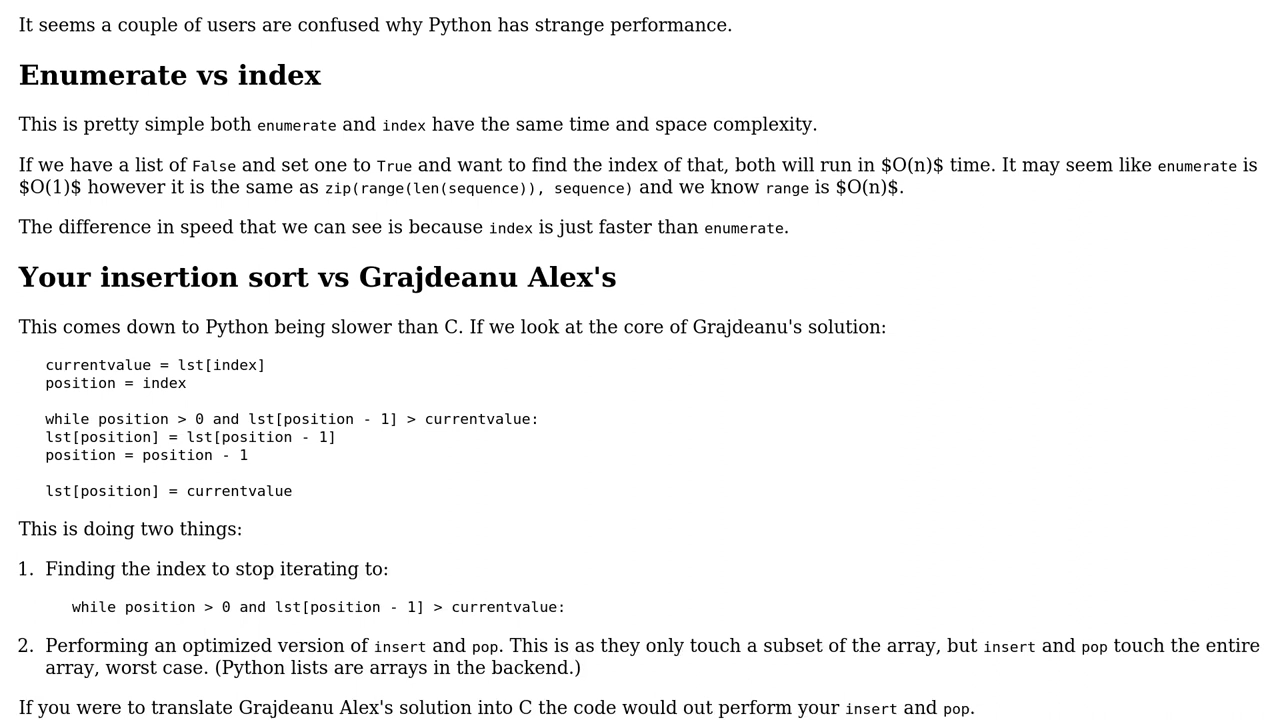 It seems a couple of users are confused why Python has strange performance.
Enumerate vs index
This is pretty simple both enumerate and index have the same time and space complexity.
If we have a list of False and set one to True and want to find the index of that, both will run in $O(n)$ time. It may seem like enumerate is
$O(1)$ however it is the same as zip(range(len(sequence)), sequence) and we know range is $O(n)$.
The difference in speed that we can see is because index is just faster than enumerate.
Your insertion sort vs Grajdeanu Alex's
This comes down to Python being slower than C. If we look at the core of Grajdeanu's solution:
currentvalue = lst[index]
position = index
while position > 0 and lst[position - 1] > currentvalue:
lst[position] = lst[position - 1]
position = position - 1
lst[position] = currentvalue
This is doing two things:
1. Finding the index to stop iterating to:
while position > 0 and lst[position - 1] > currentvalue:
2. Performing an optimized version of insert and pop. This is as they only touch a subset of the array, but insert and pop touch the entire
array, worst case. (Python lists are arrays in the backend.)
If you were to translate Grajdeanu Alex's solution into C the code would out perform your insert and pop.